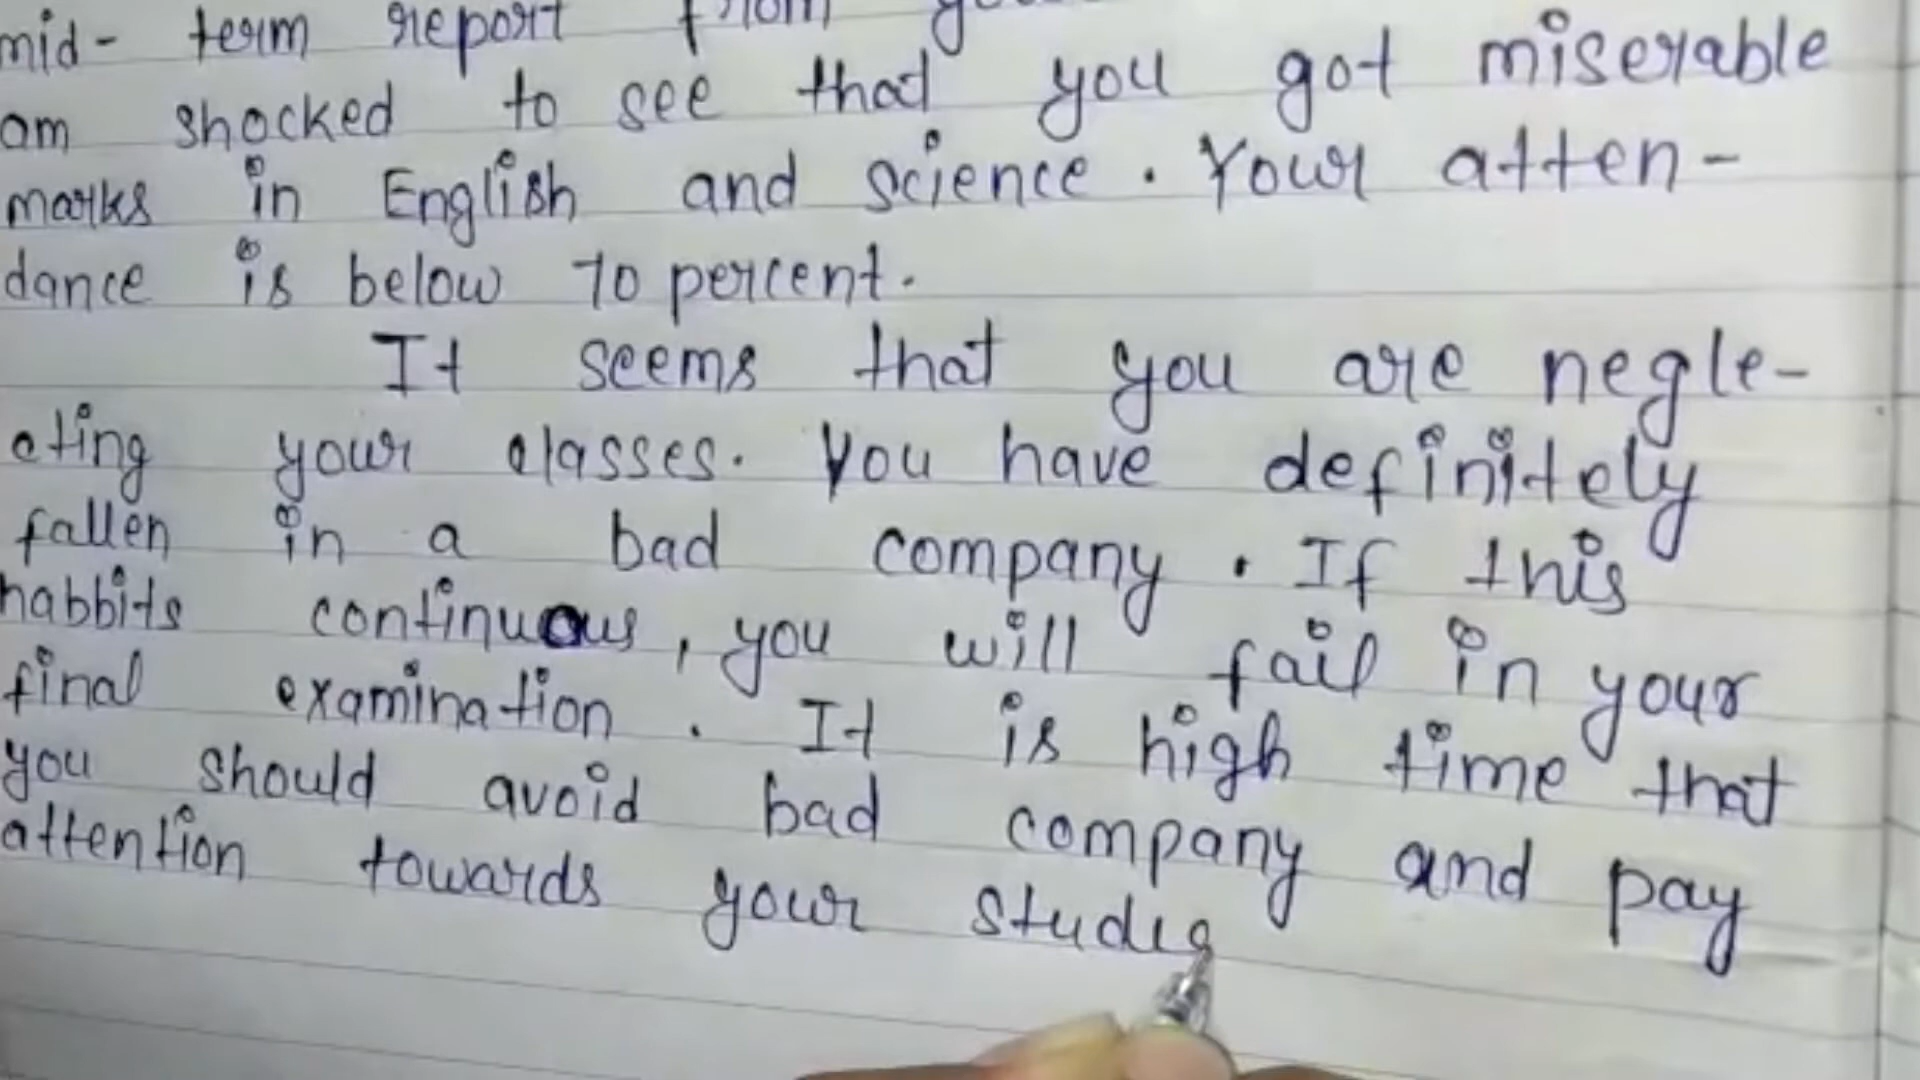 mid- term report from
am shocked to see that you got miserable
marks in English and science. Your atten-
dance is below 70 percent.
It seems that you are negle-
cting your classes. You have definitely
fallen in a bad company. If this
habbits continuous, you will fail in your
final examination. It is high time that
you should avoid bad company and pay
attention towards your studie